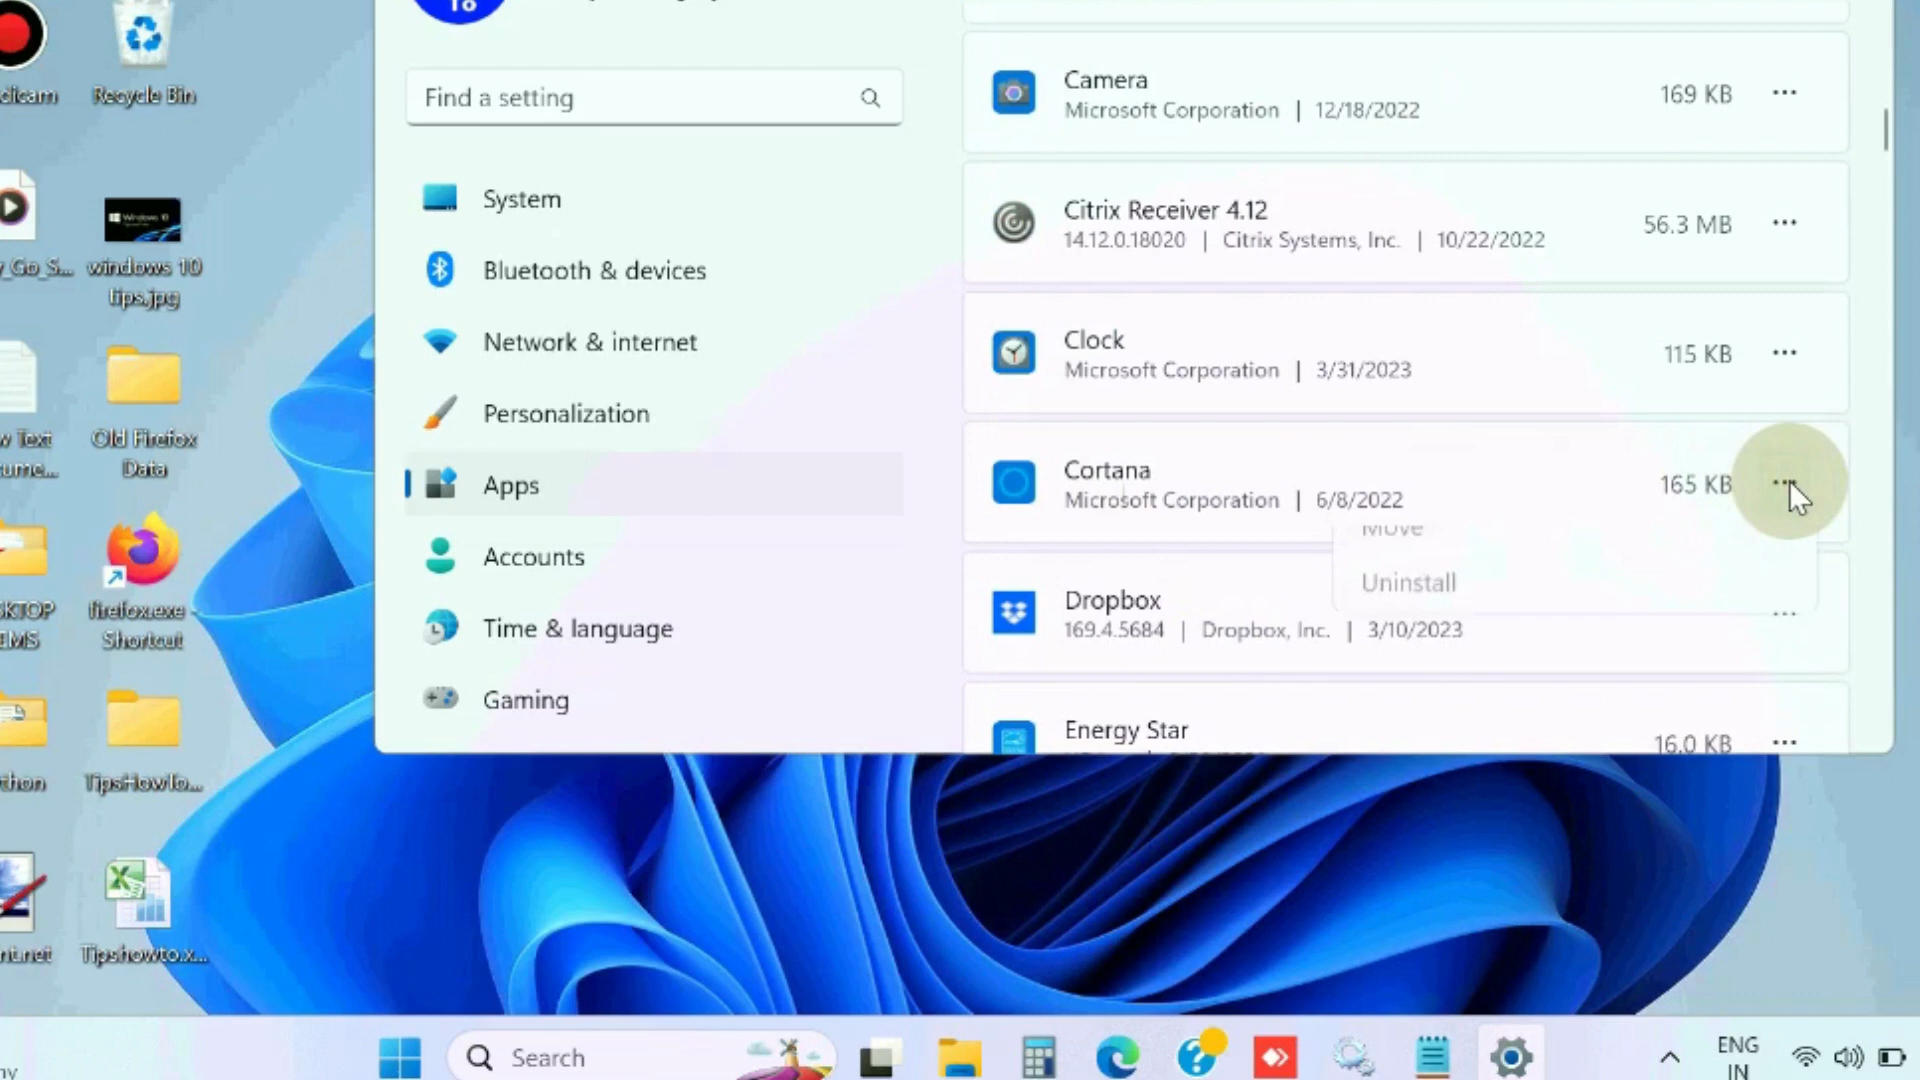 Recycle Bin
windows 10
tips.jpg
Old Firefox
Data
firefox.exe -
Shortcut
TipsHowTo...
Tipshowto.x...
18
Find a setting
System
Bluetooth & devices
Network & internet
Personalization
Apps
Accounts
Time & language
Gaming
Camera
Microsoft Corporation | 12/18/2022
169 KB
Citrix Receiver 4.12
14.12.0.18020 | Citrix Systems, Inc. | 10/22/2022
56.3 MB
Clock
Microsoft Corporation | 3/31/2023
115 KB
Cortana
Microsoft Corporation | 6/8/2022
165 KB
Move
Uninstall
Dropbox
169.4.5684 | Dropbox, Inc. | 3/10/2023
Energy Star
16.0 KB
Search
ENG
IN